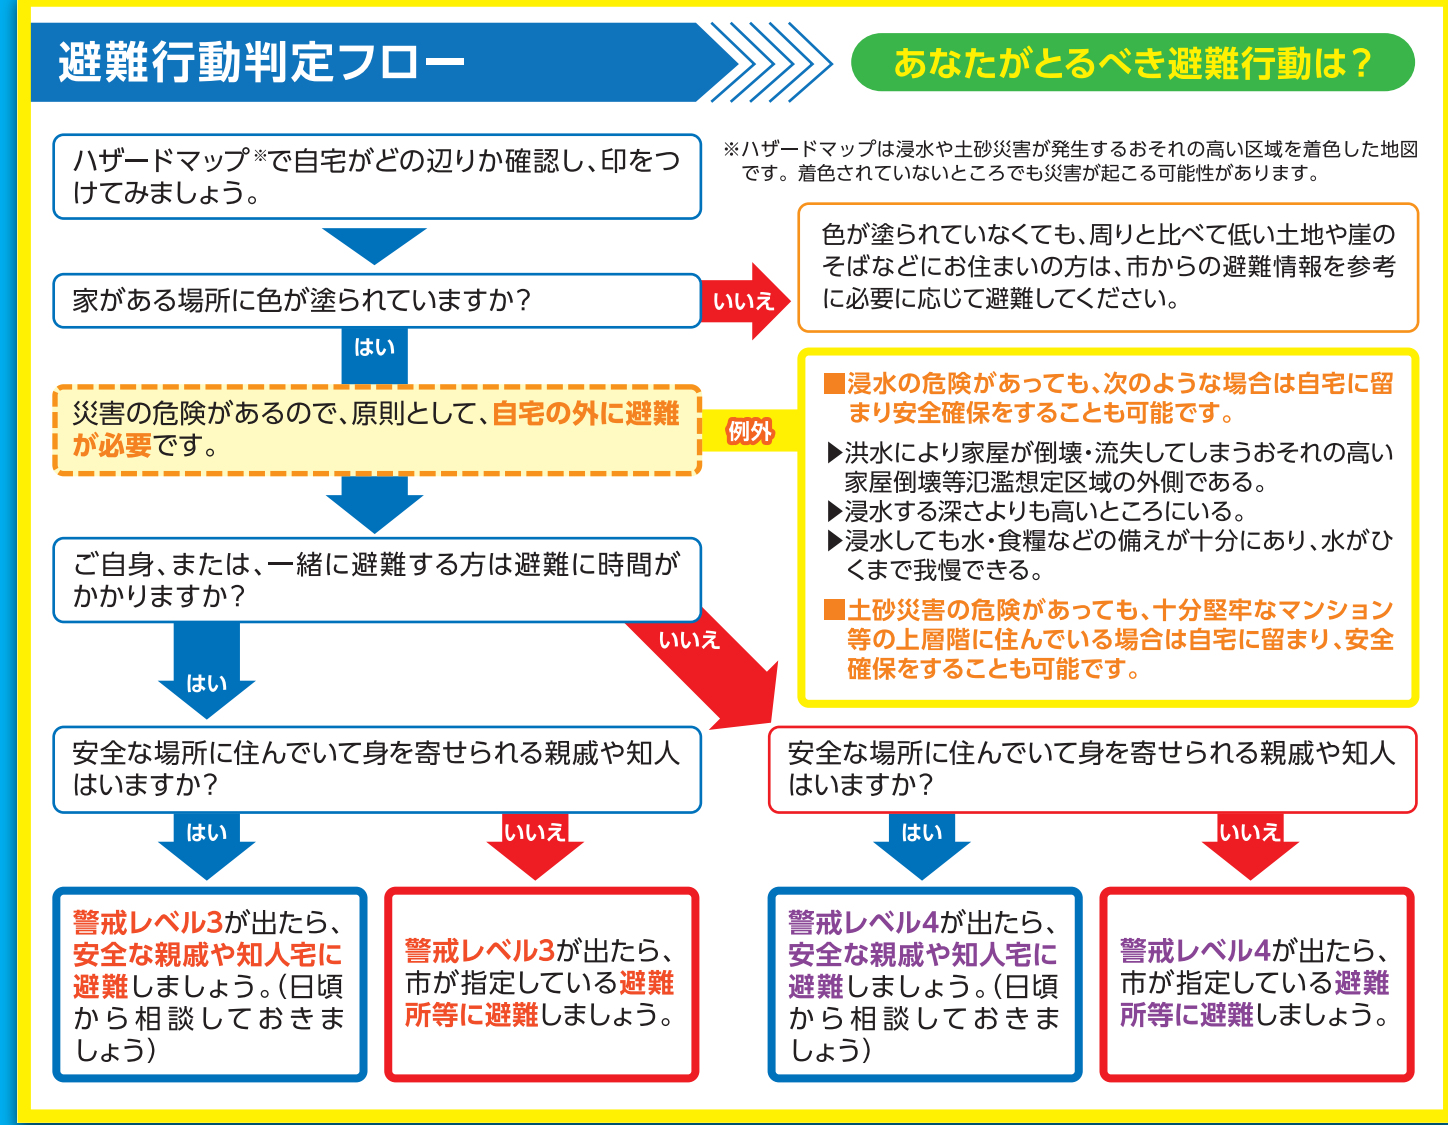 避難行動判定フロー
あなたがとるべき避難行動は？
ハザードマップ※で自宅がどの辺りか確認し、印をつ
けてみましょう。
※ハザードマップは浸水や土砂災害が発生するおそれの高い区域を着色した地図
です。着色されていないところでも災害が起こる可能性があります。
家がある場所に色が塗られていますか？
いいえ
色が塗られていなくても、周りと比べて低い土地や崖の
そばなどにお住まいの方は、市からの避難情報を参考
に必要に応じて避難してください。
はい
災害の危険があるので、原則として、自宅の外に避難
が必要です。
例外
■浸水の危険があっても、次のような場合は自宅に留
まり安全確保をすることも可能です。
▶洪水により家屋が倒壊・流失してしまうおそれの高い
家屋倒壊等氾濫想定区域の外側である。
▶浸水する深さよりも高いところにいる。
▶浸水しても水・食糧などの備えが十分にあり、水がひ
くまで我慢できる。
■土砂災害の危険があっても、十分堅牢なマンション
等の上層階に住んでいる場合は自宅に留まり、安全
確保をすることも可能です。
ご自身、または、一緒に避難する方は避難に時間が
かかりますか？
はい
いいえ
安全な場所に住んでいて身を寄せられる親戚や知人
はいますか？
はい
いいえ
警戒レベル3が出たら、
安全な親戚や知人宅に
避難しましょう。（日頃
から相談しておきま
しょう）
警戒レベル3が出たら、
市が指定している避難
所等に避難しましょう。
安全な場所に住んでいて身を寄せられる親戚や知人
はいますか？
はい
いいえ
警戒レベル4が出たら、
安全な親戚や知人宅に
避難しましょう。（日頃
から相談しておきま
しょう）
警戒レベル4が出たら、
市が指定している避難
所等に避難しましょう。